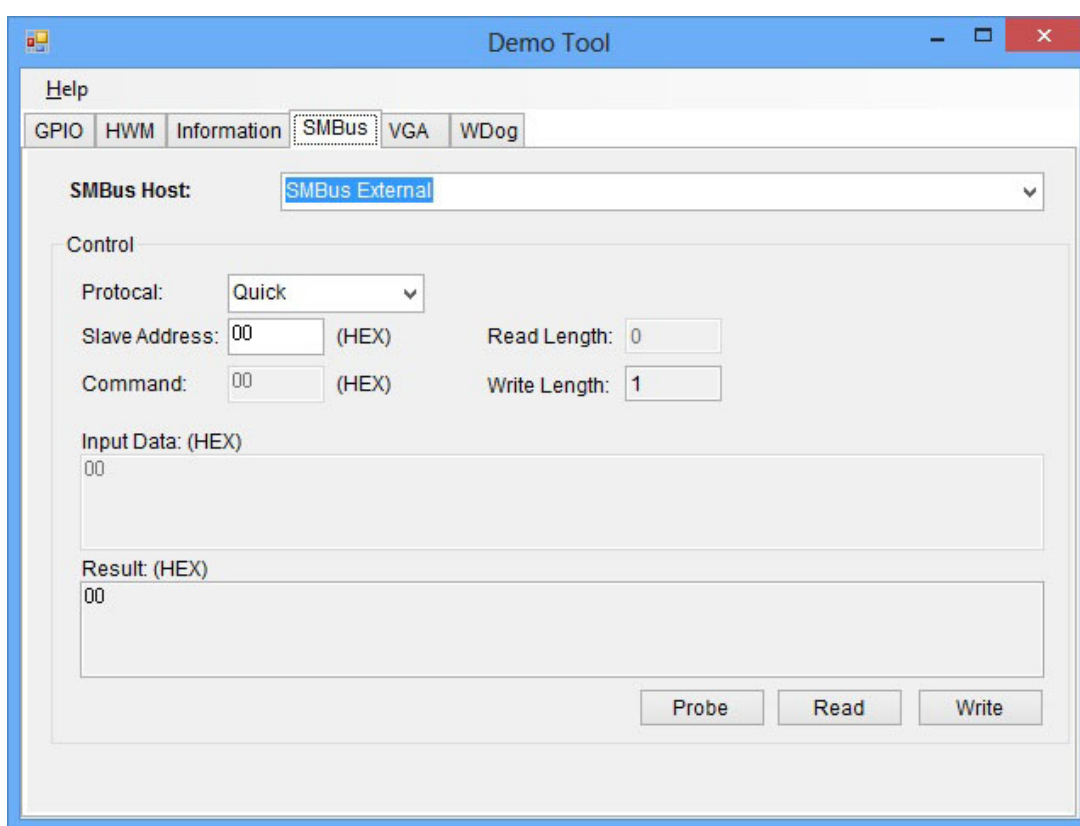 Demo Tool
Help
GPIO HWM Information SMBus VGA WDog
SMBus Host: SMBus External
Control
Protocal: Quick
Slave Address: 00 (HEX) Read Length: 0
Command: 00 (HEX) Write Length: 1
Input Data: (HEX)
00
Result: (HEX)
00
Probe Read Write